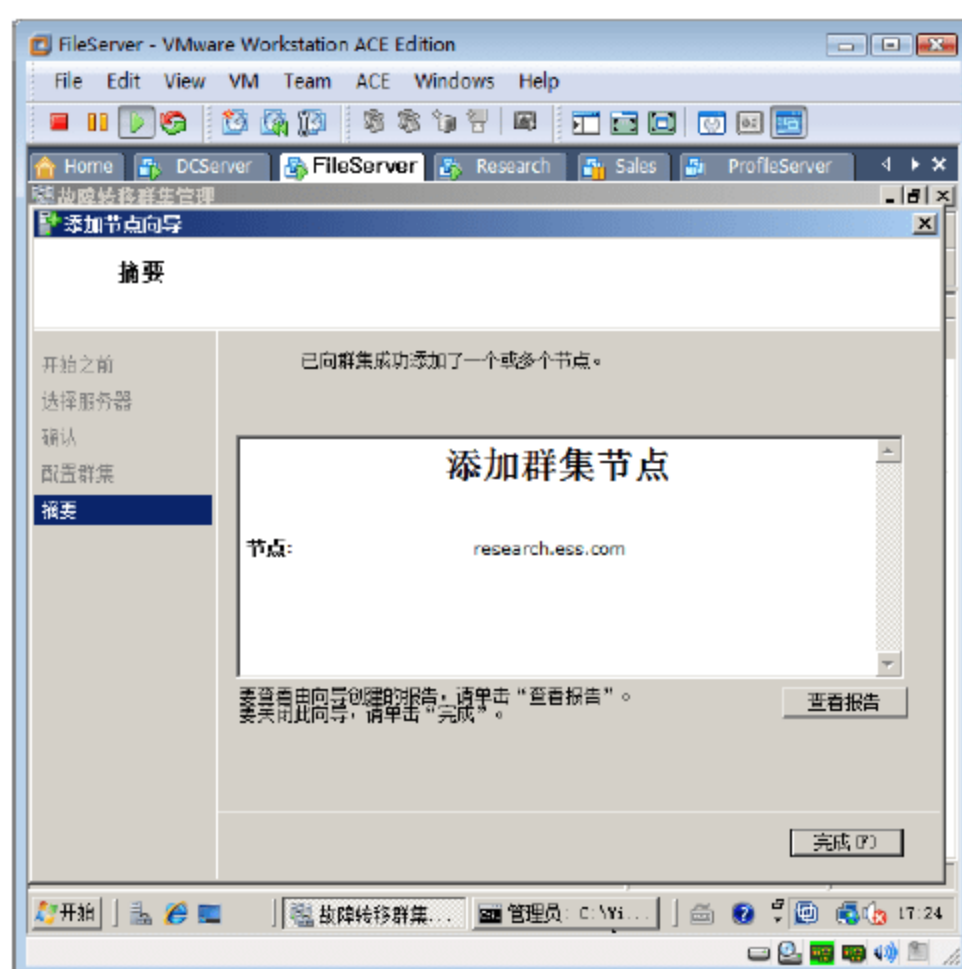 FileServer - VMware Workstation ACE Edition
File Edit View VM Team ACE Windows Help
Home DCServer FileServer Research Sales ProfileServer
故障转移群集管理
添加节点向导
摘要
开始之前
选择服务器
确认
配置群集
摘要
已向群集成功添加了一个或多个节点。
添加群集节点
节点: research.ess.com
要查看由向导创建的报告，请单击“查看报告”。
要关闭此向导，请单击“完成”。
查看报告
完成(F)
开始 故障转移群集... 管理员: C:\Wi... 17:24